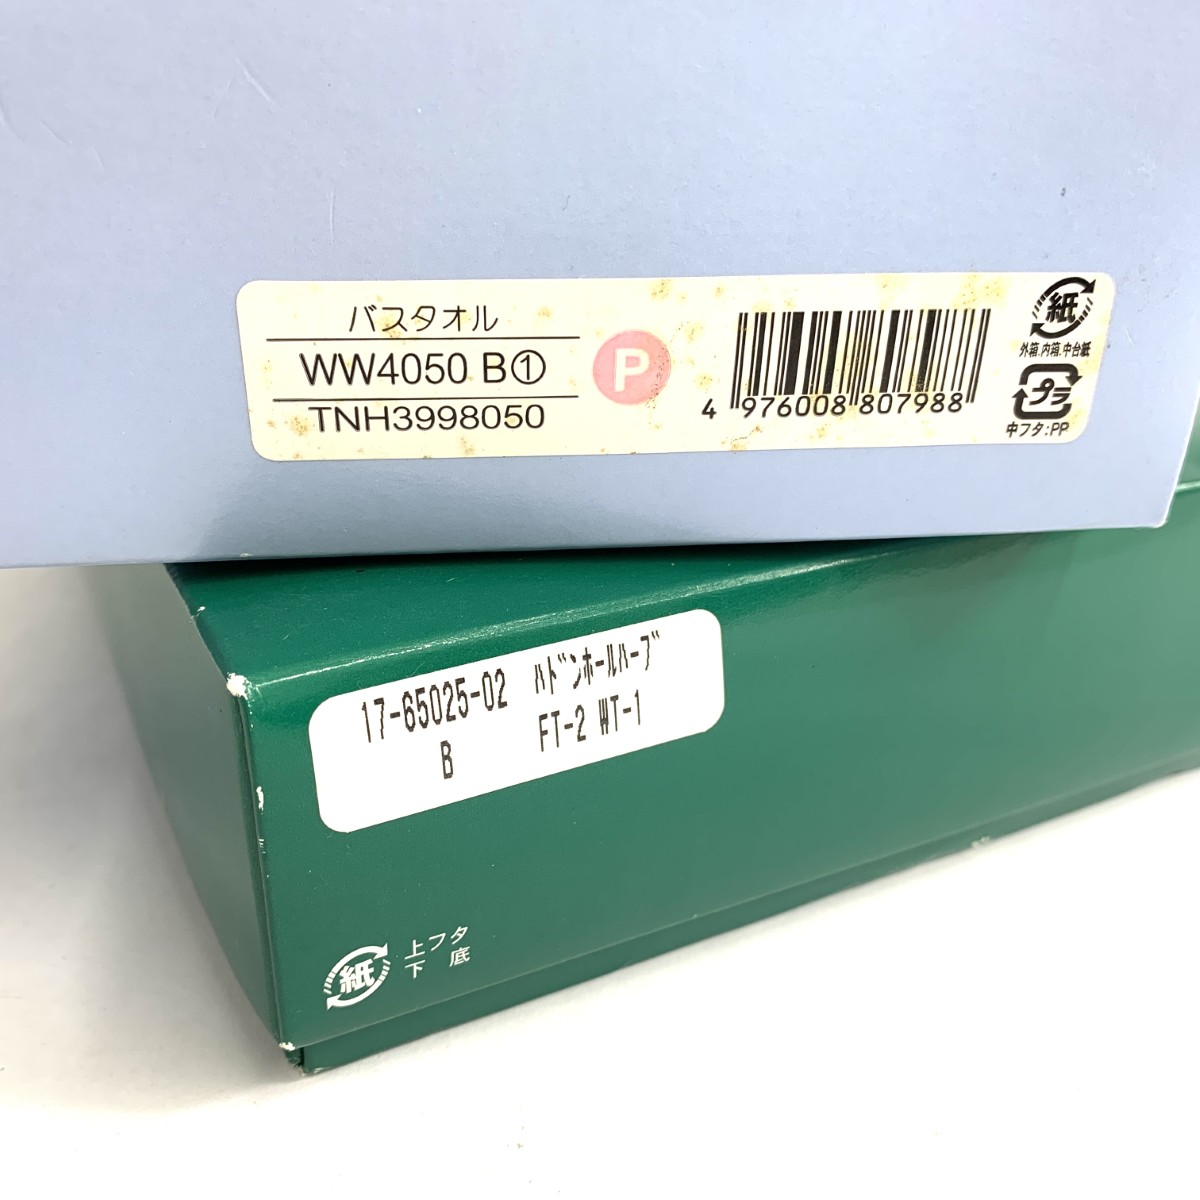 バスタオル
WW4050 B①
TNH3998050
P
4 976008 807988
紙
外箱.内箱.中台紙
プラ
中フタ:PP
17-65025-02 ﾊﾄﾞﾝﾎｰﾙﾊｰﾌﾞ
B FT-2 WT-1
紙
上フタ
下 底